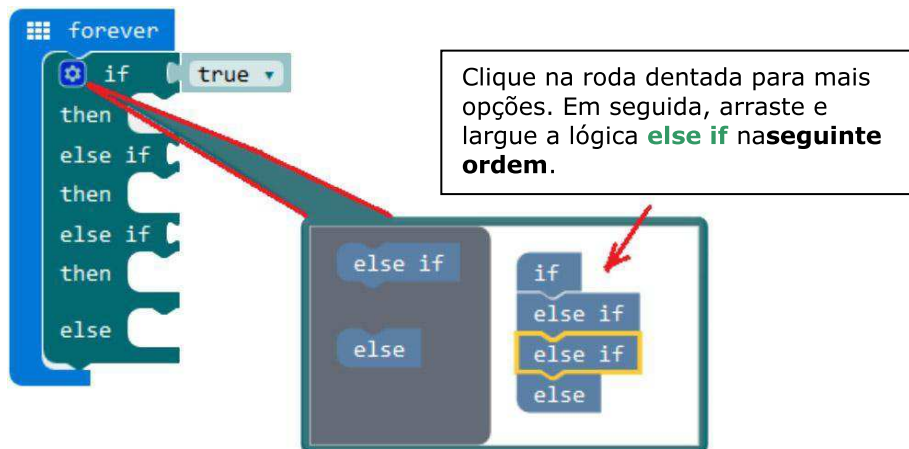 forever
if true
then
else if
then
else if
then
else
Clique na roda dentada para mais
opções. Em seguida, arraste e
largue a lógica else if naseguinte
ordem.
else if
else
if
else if
else if
else